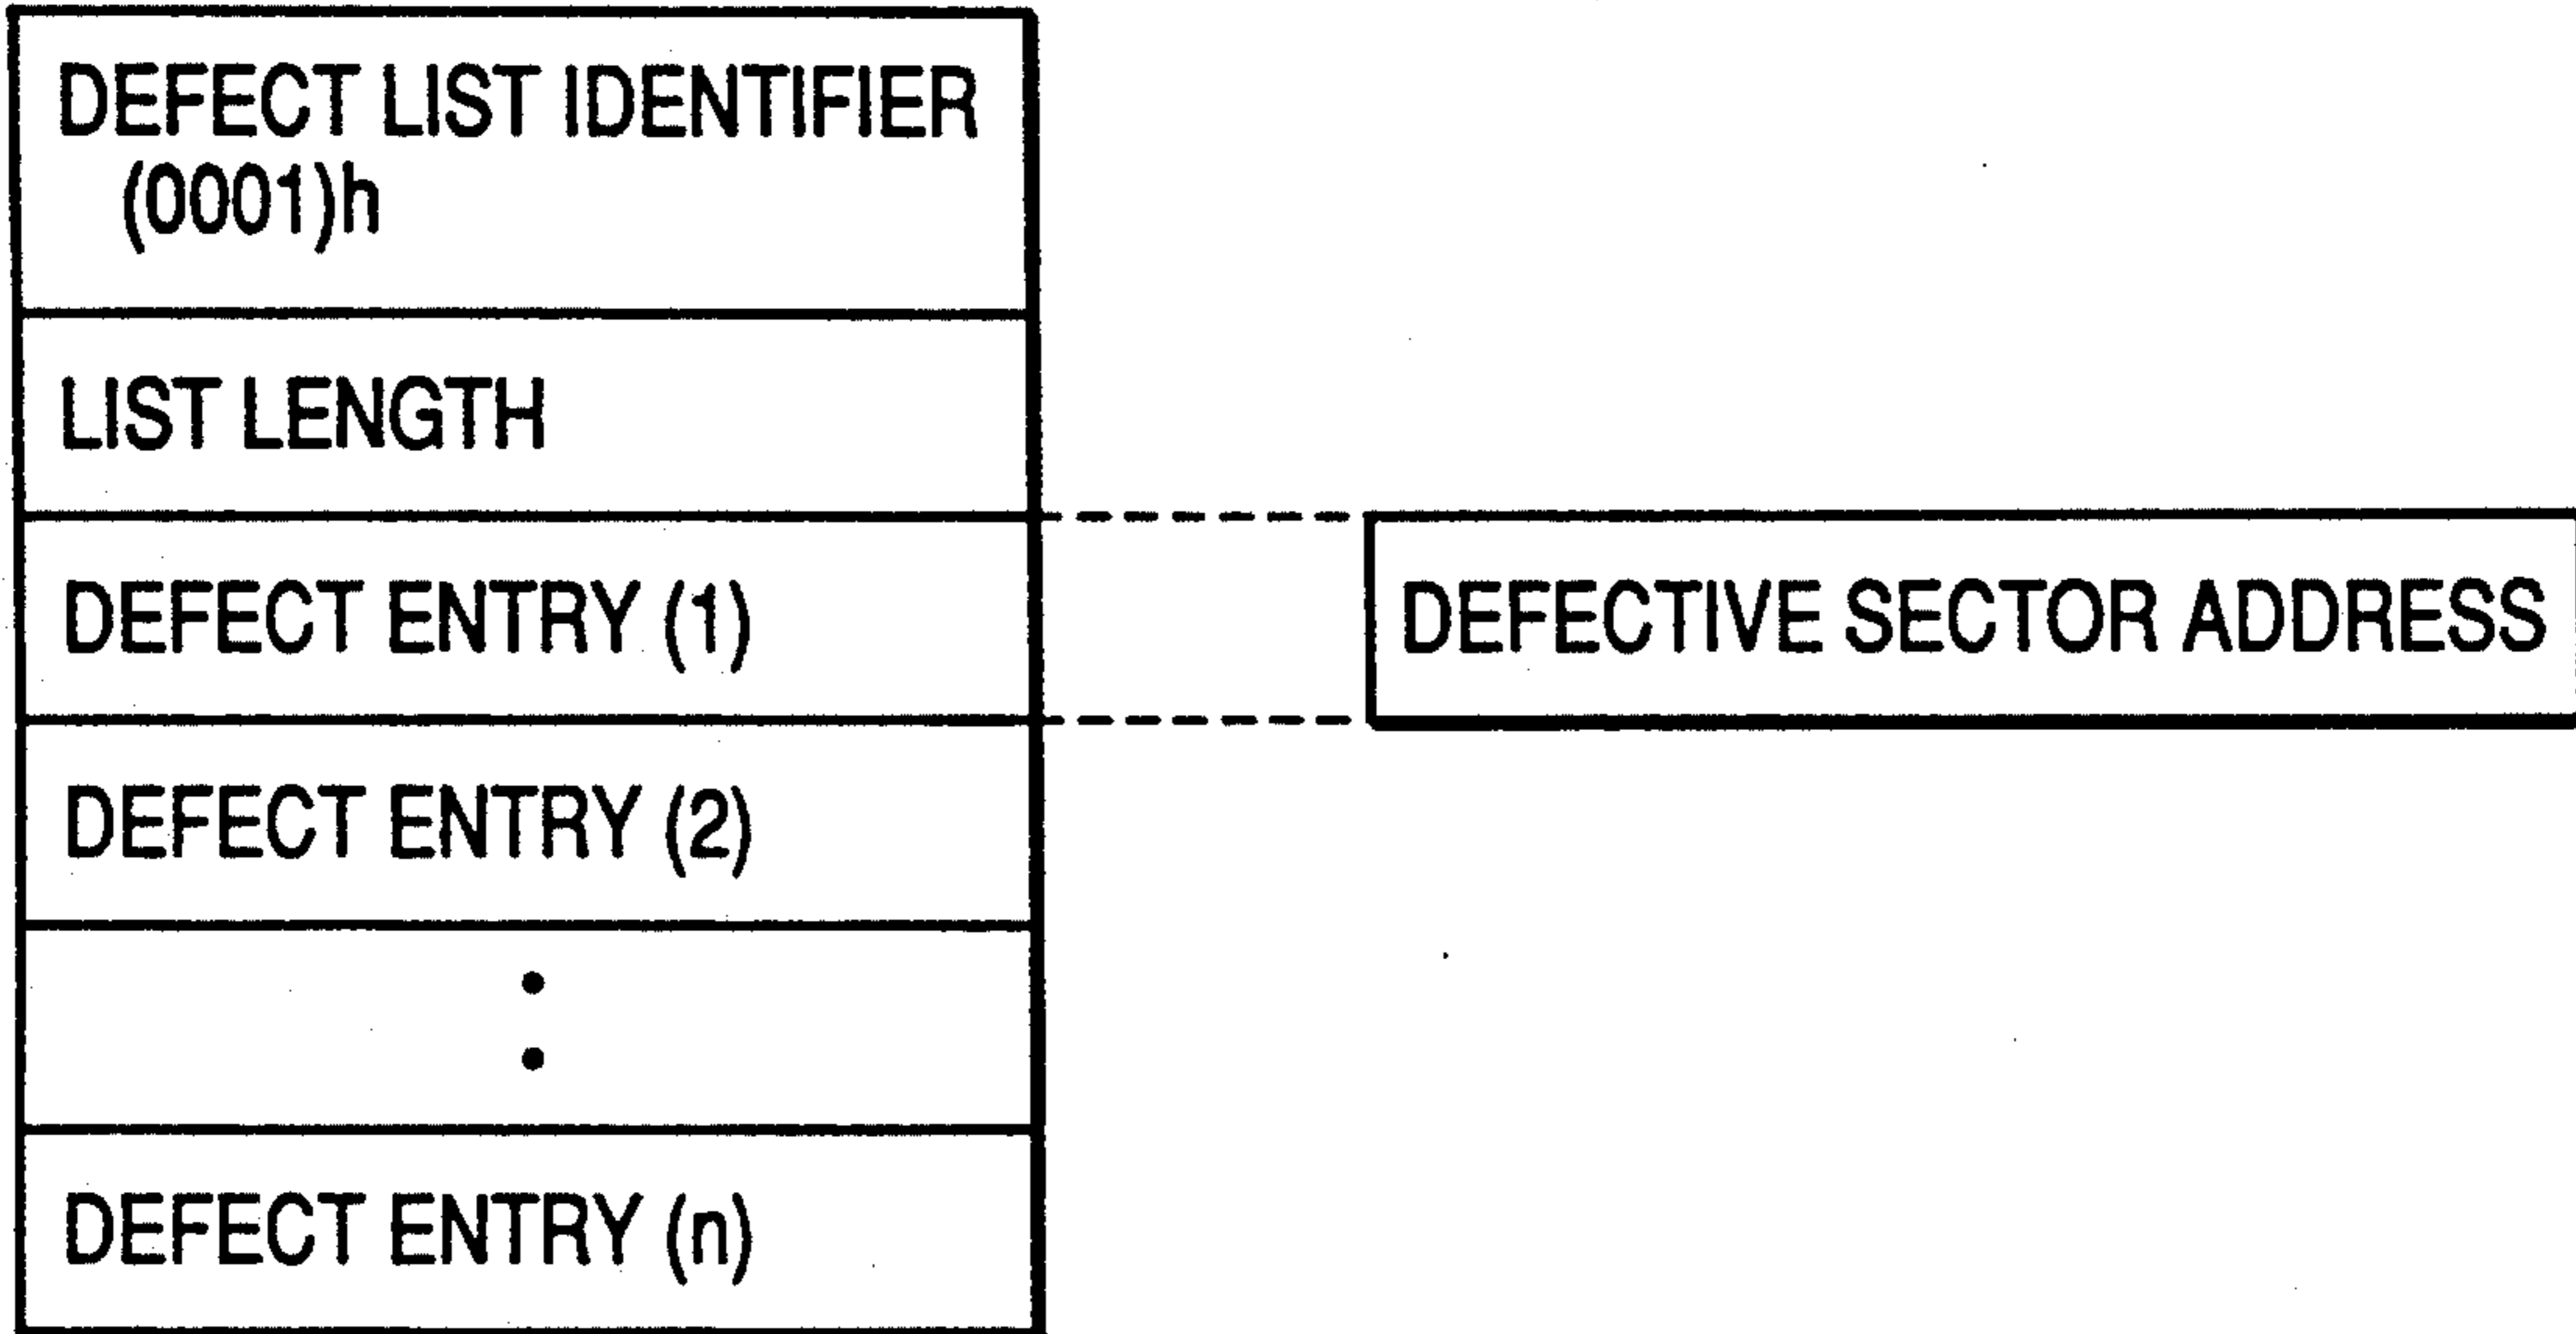 DEFECT LIST IDENTIFIER
(0001)h
LIST LENGTH
DEFECT ENTRY (1)
DEFECTIVE SECTOR ADDRESS
DEFECT ENTRY (2)
DEFECT ENTRY (n)